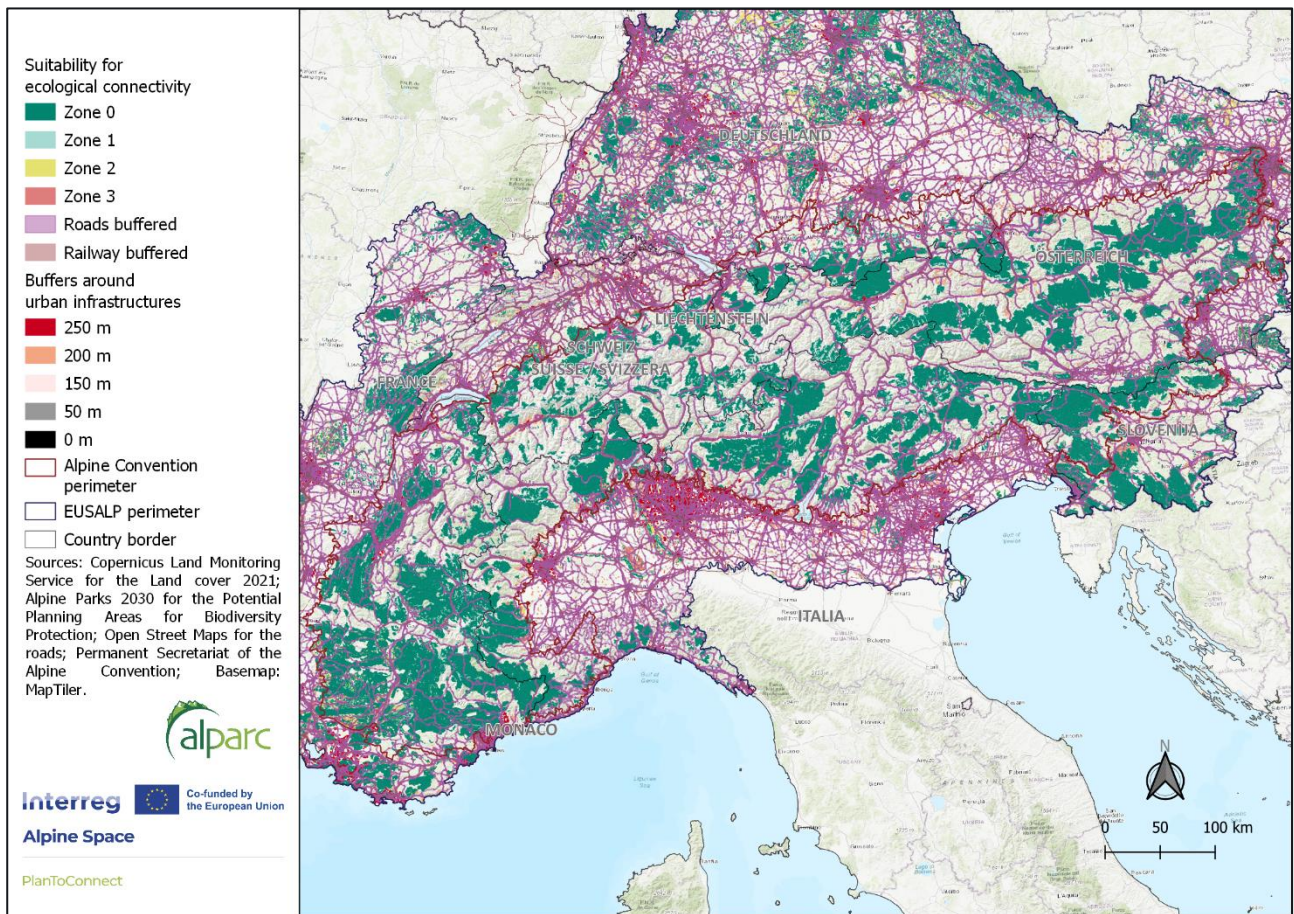 Suitability for
ecological connectivity
Zone 0
Zone 1
Zone 2
Zone 3
Roads buffered
Railway buffered
Buffers around
urban infrastructures
250 m
200 m
150 m
50 m
0 m
Alpine Convention
perimeter
EUSALP perimeter
Country border
Sources: Copernicus Land Monitoring
Service for the Land cover 2021;
Alpine Parks 2030 for the Potential
Planning Areas for Biodiversity
Protection; Open Street Maps for the
roads; Permanent Secretariat of the
Alpine Convention; Basemap:
MapTiler.
alparc
Interreg
Co-funded by
the European Union
Alpine Space
PlanToConnect
DEUTSCHLAND
ÖSTERREICH
LIECHTENSTEIN
SCHWEIZ
SUISSE / SVIZZERA
FRANCE
SLOVENIJA
Zagreb
ITALIA
San
Marino
MONACO
N
0 50 100 km